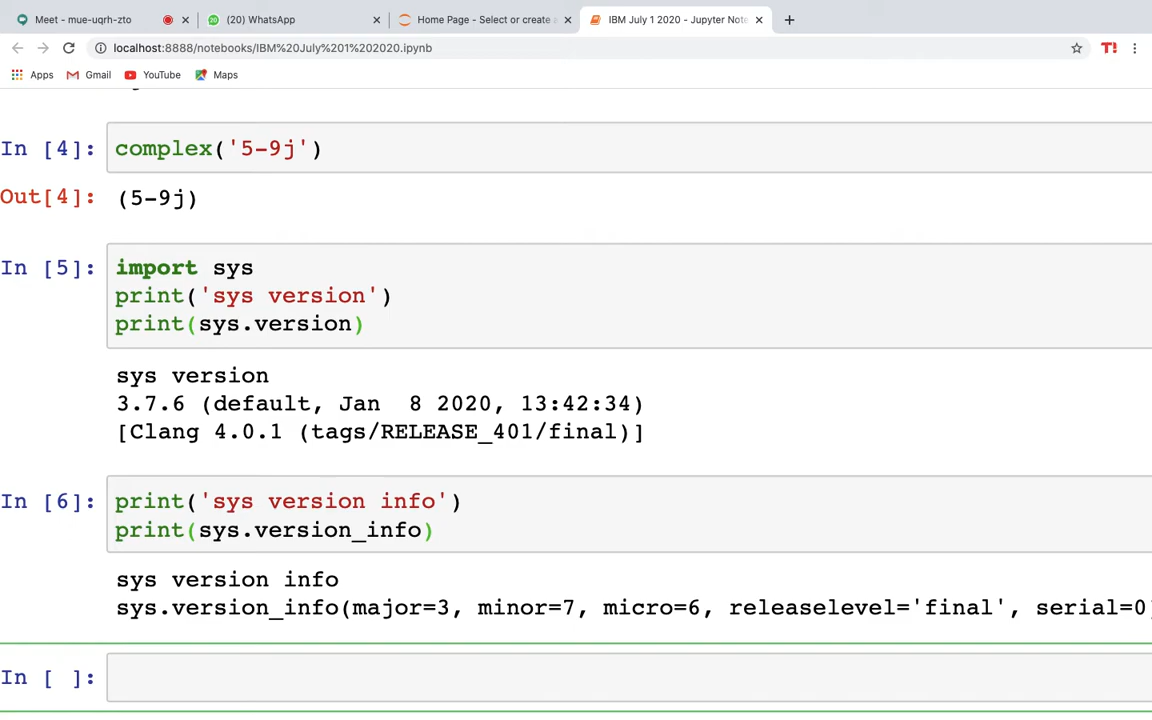 Meet - mue-uqrh-zto
(20) WhatsApp
Home Page - Select or create a
IBM July 1 2020 - Jupyter Note
localhost:8888/notebooks/IBM%20July%201%202020.ipynb
T!
Apps
Gmail
YouTube
Maps
In [4]: complex('5-9j')
Out[4]: (5-9j)
In [5]: import sys
print('sys version')
print(sys.version)
sys version
3.7.6 (default, Jan  8 2020, 13:42:34)
[Clang 4.0.1 (tags/RELEASE_401/final)]
In [6]: print('sys version info')
print(sys.version_info)
sys version info
sys.version_info(major=3, minor=7, micro=6, releaselevel='final', serial=0)
In [ ]: